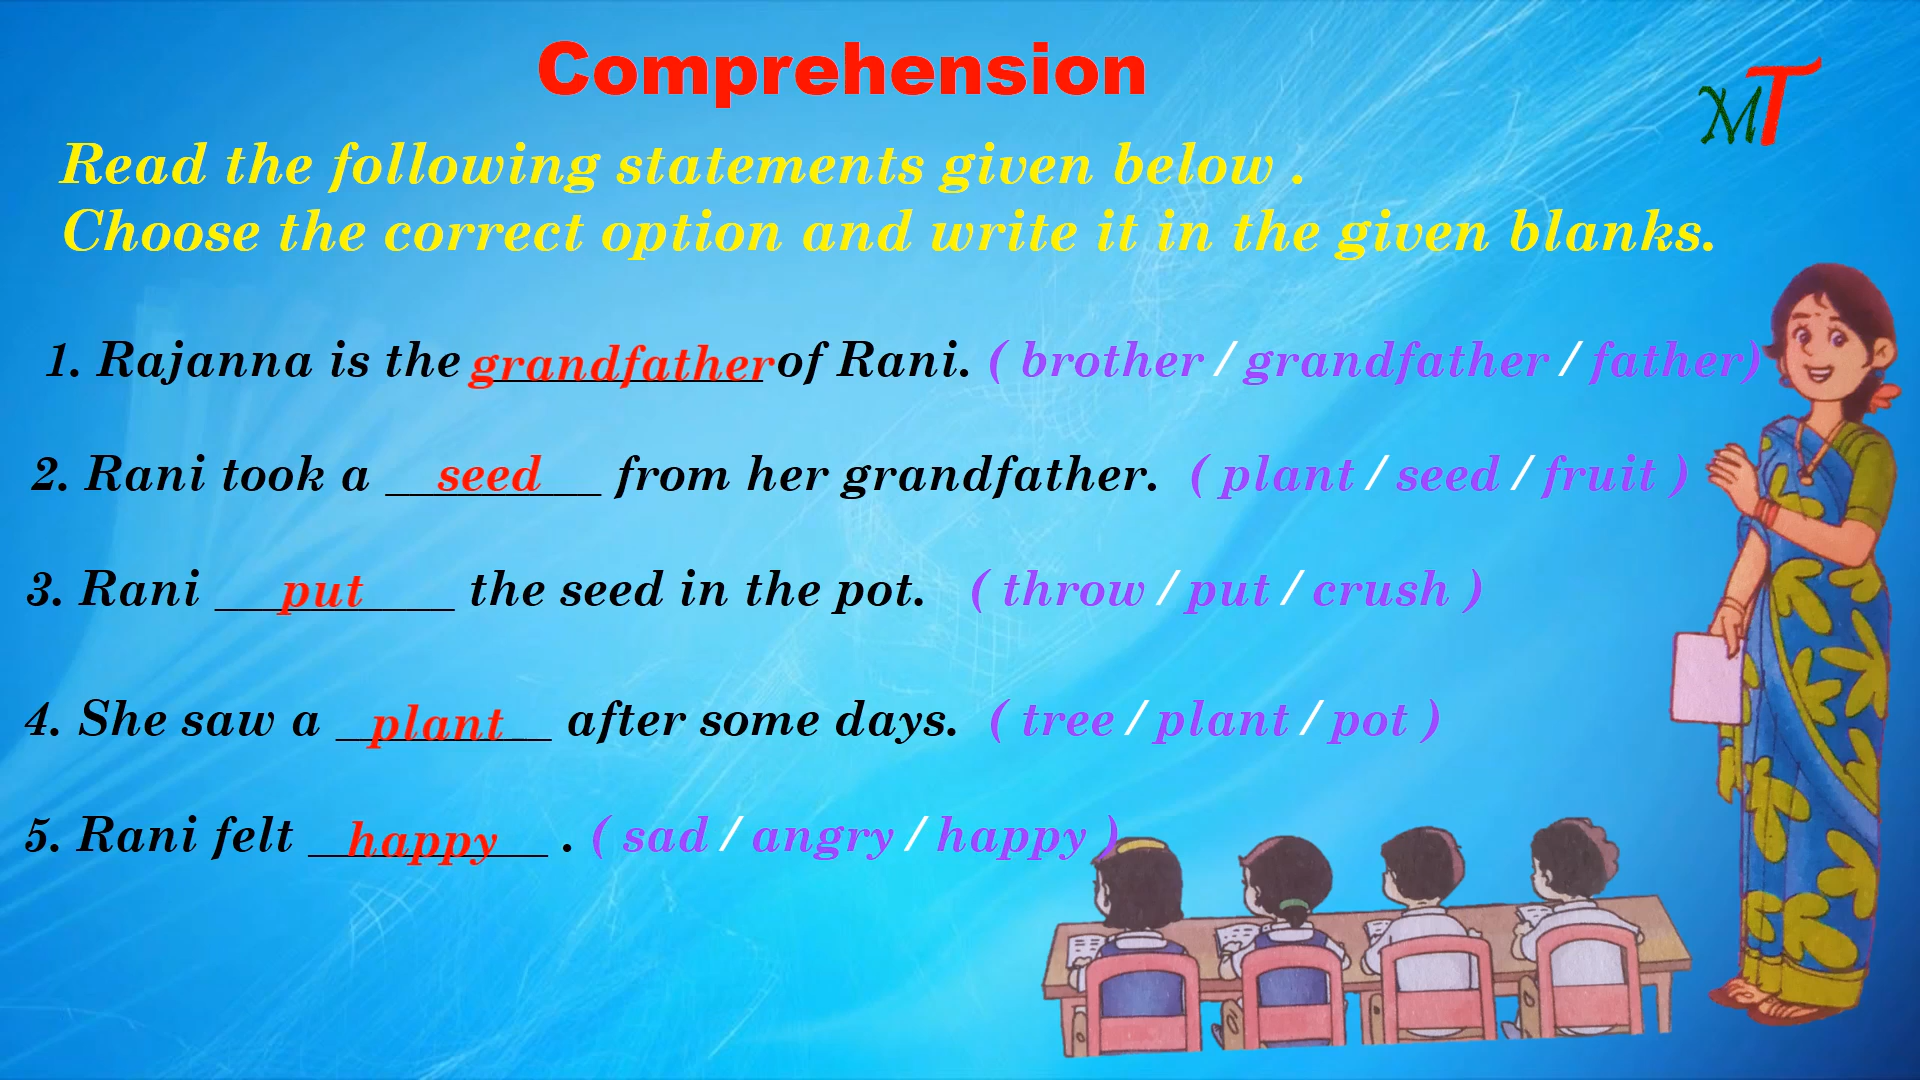 Comprehension
MT
Read the following statements given below .
Choose the correct option and write it in the given blanks.
1. Rajanna is the grandfather of Rani. ( brother / grandfather / father)
2. Rani took a seed from her grandfather. ( plant / seed / fruit )
3. Rani put the seed in the pot. ( throw / put / crush )
4. She saw a plant after some days. ( tree / plant / pot )
5. Rani felt happy . ( sad / angry / happy )